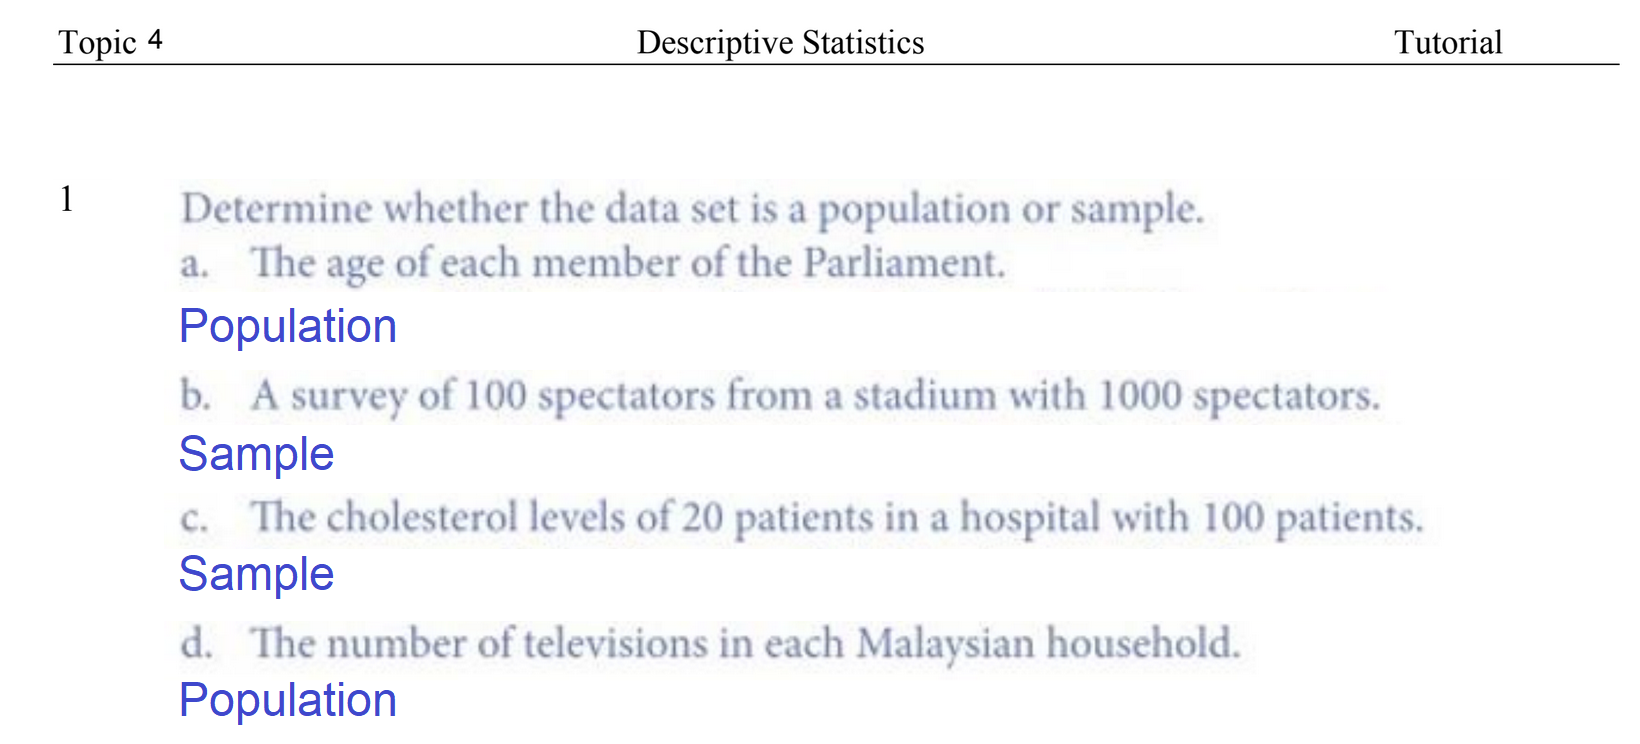 Topic 4 Descriptive Statistics Tutorial
1 Determine whether the data set is a population or sample.
a. The age of each member of the Parliament.
Population
b. A survey of 100 spectators from a stadium with 1000 spectators.
Sample
c. The cholesterol levels of 20 patients in a hospital with 100 patients.
Sample
d. The number of televisions in each Malaysian household.
Population